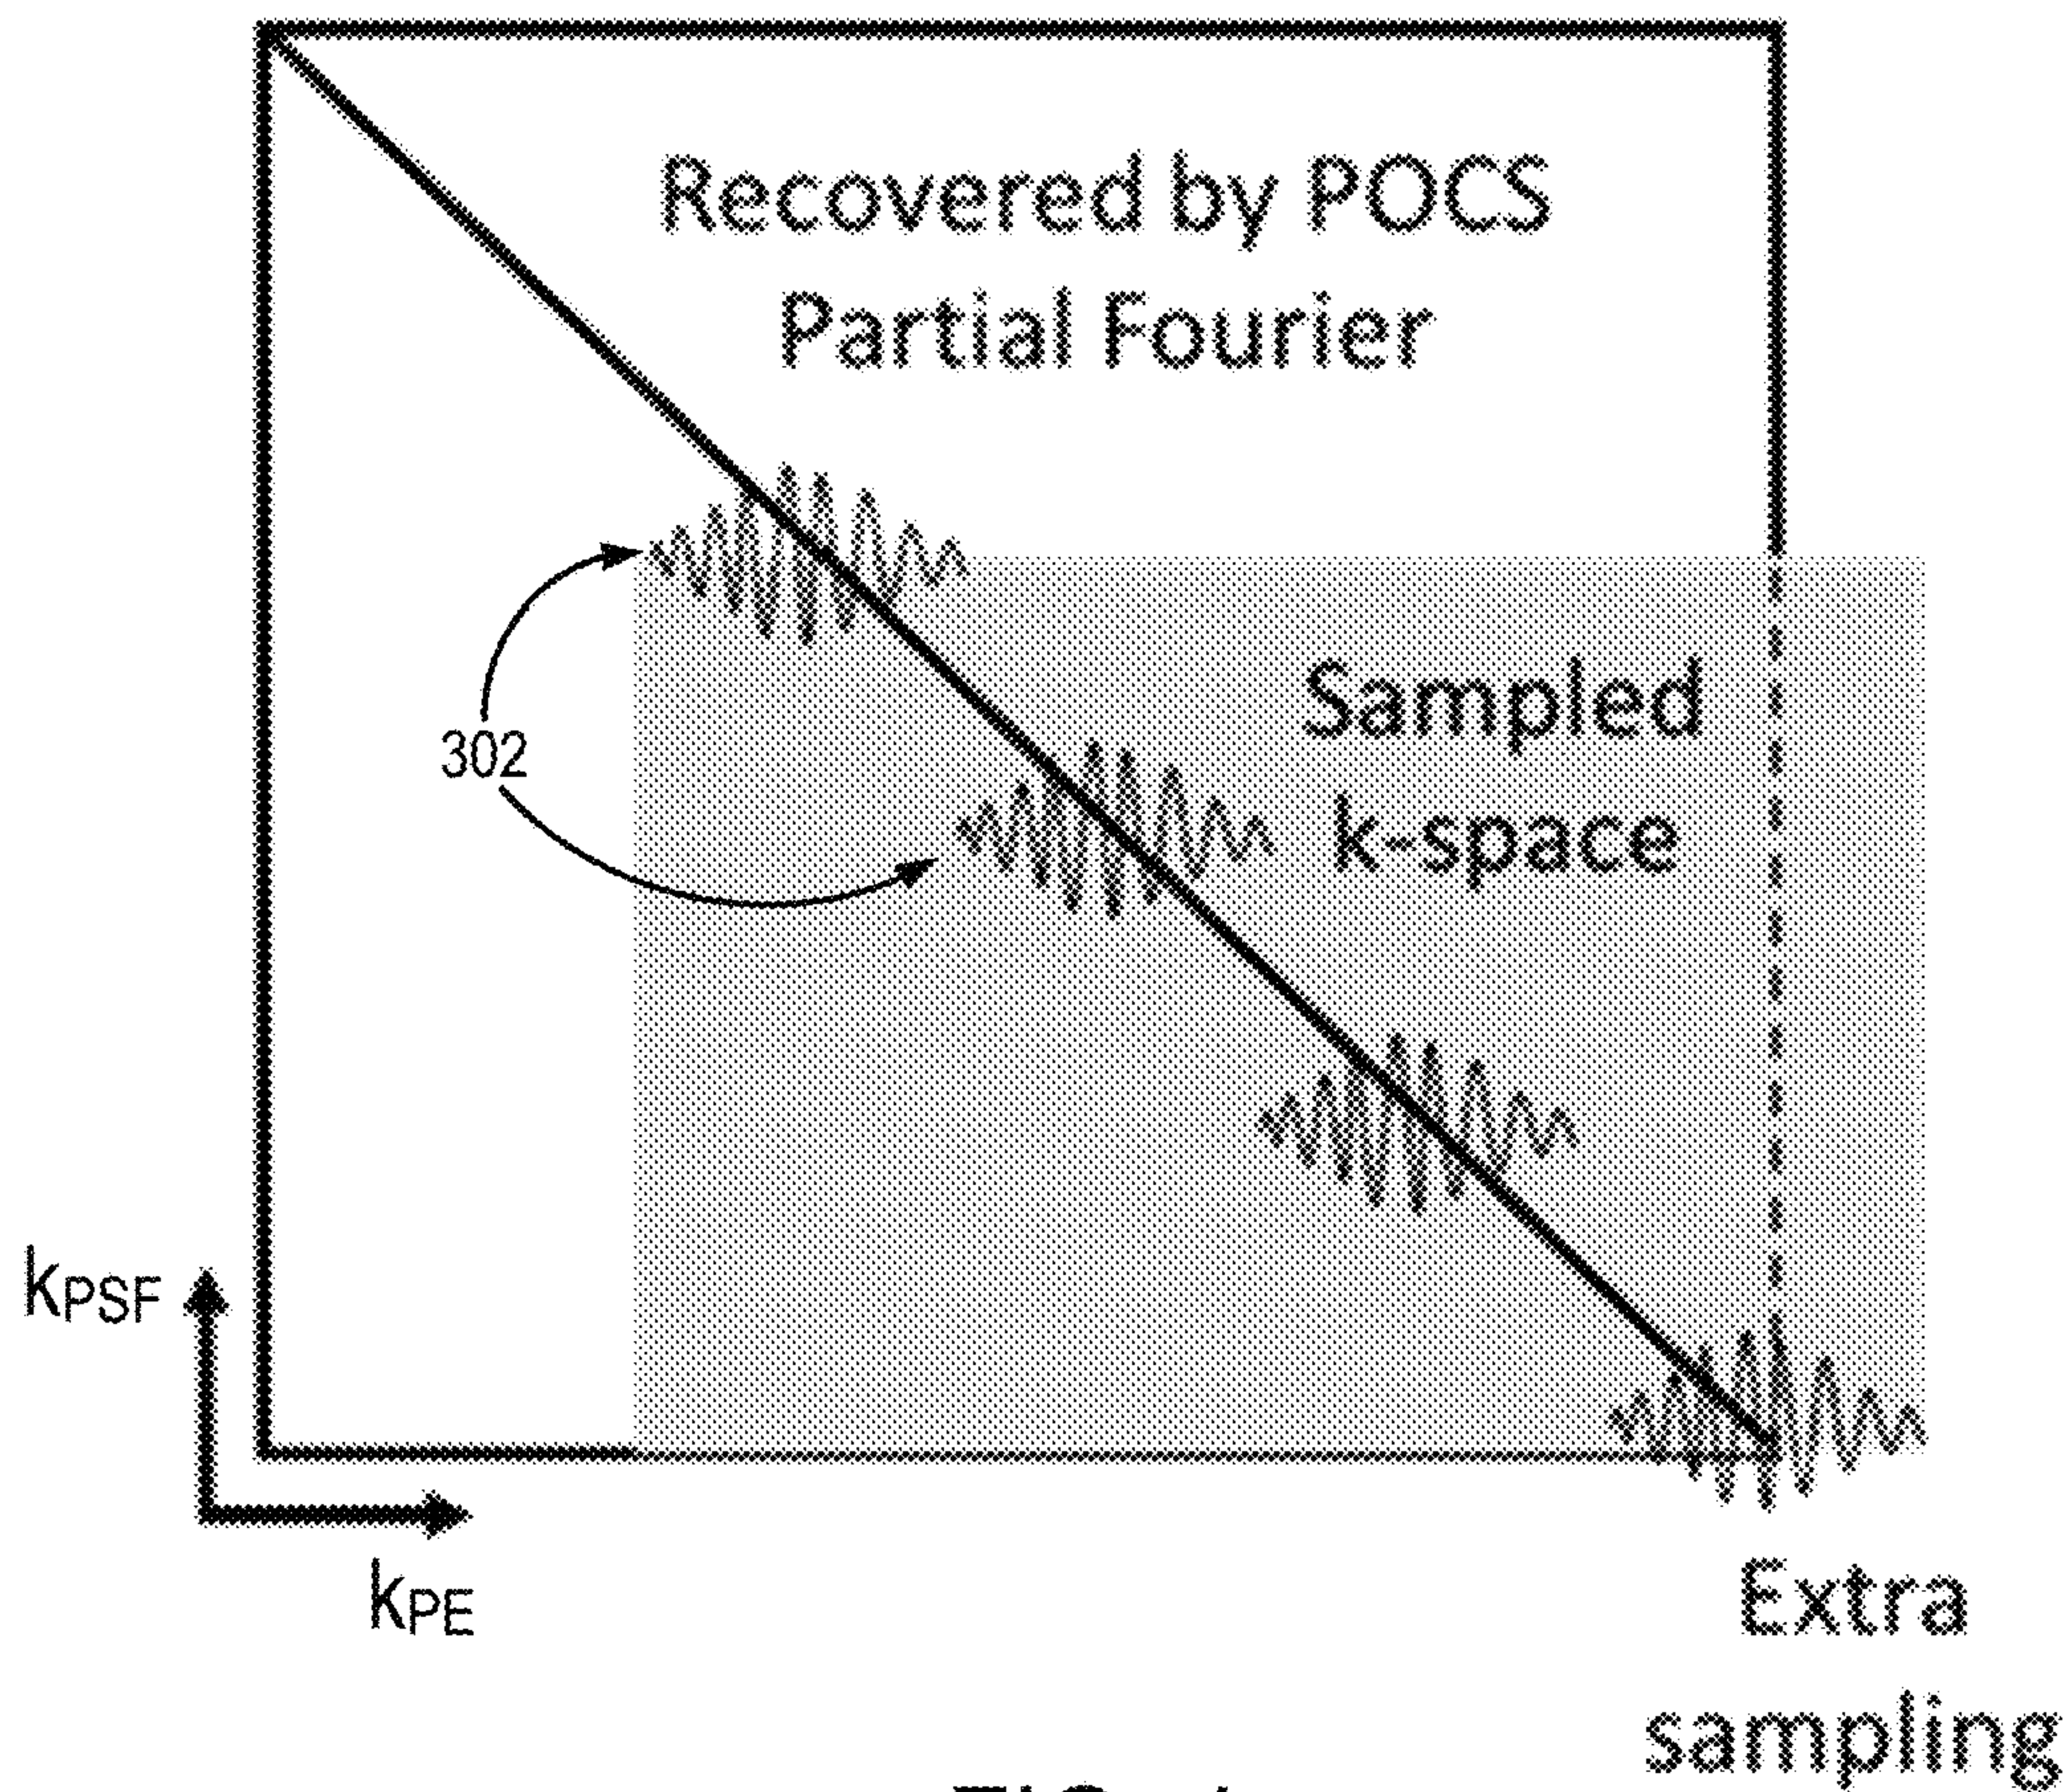 Recovered by POCS
Partial Fourier
Sampled
k-space
302
kPSF
kPE
Extra
sampling